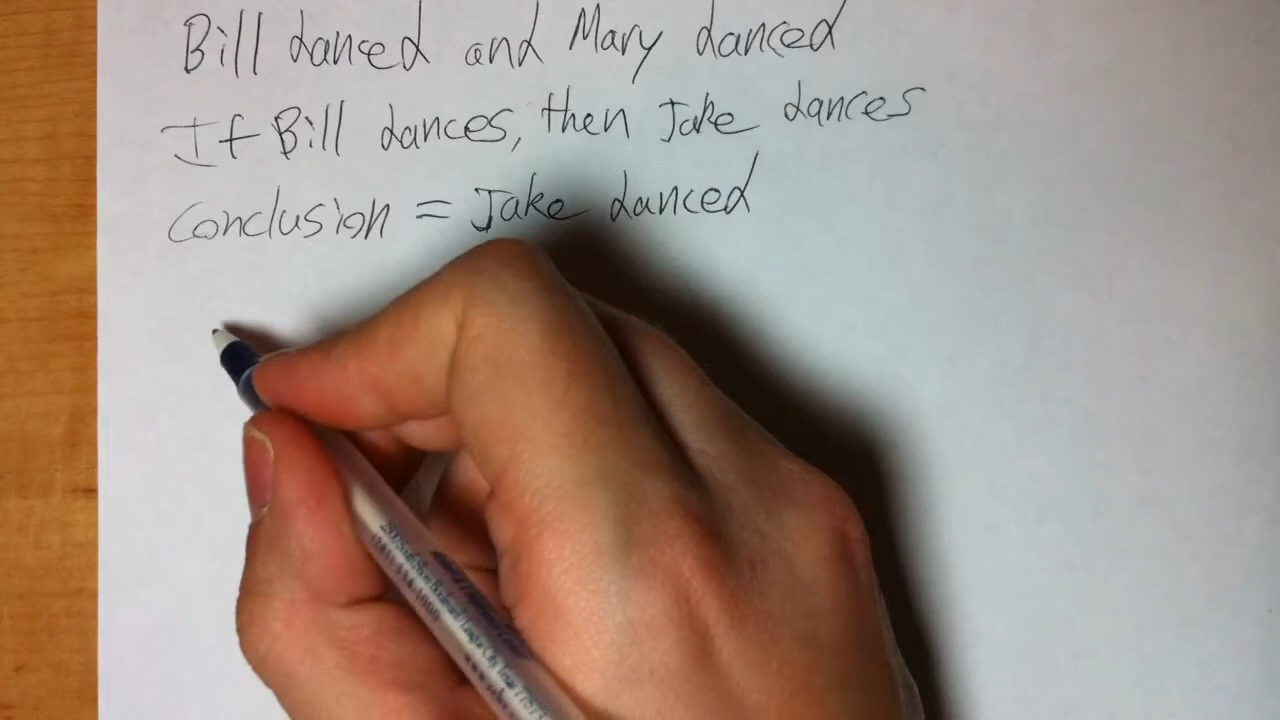 Bill danced and Mary danced
If Bill dances, then Jake dances
Conclusion = Jake danced